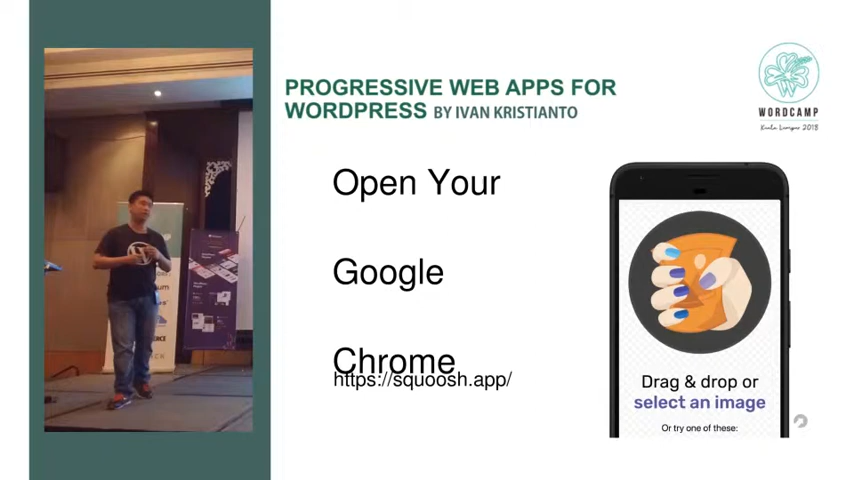 PROGRESSIVE WEB APPS FOR
WORDPRESS BY IVAN KRISTIANTO
WORDCAMP
Kuala Lumpur 2018
Open Your
Google
Chrome
https://squoosh.app/
Drag & drop or
select an image
Or try one of these: